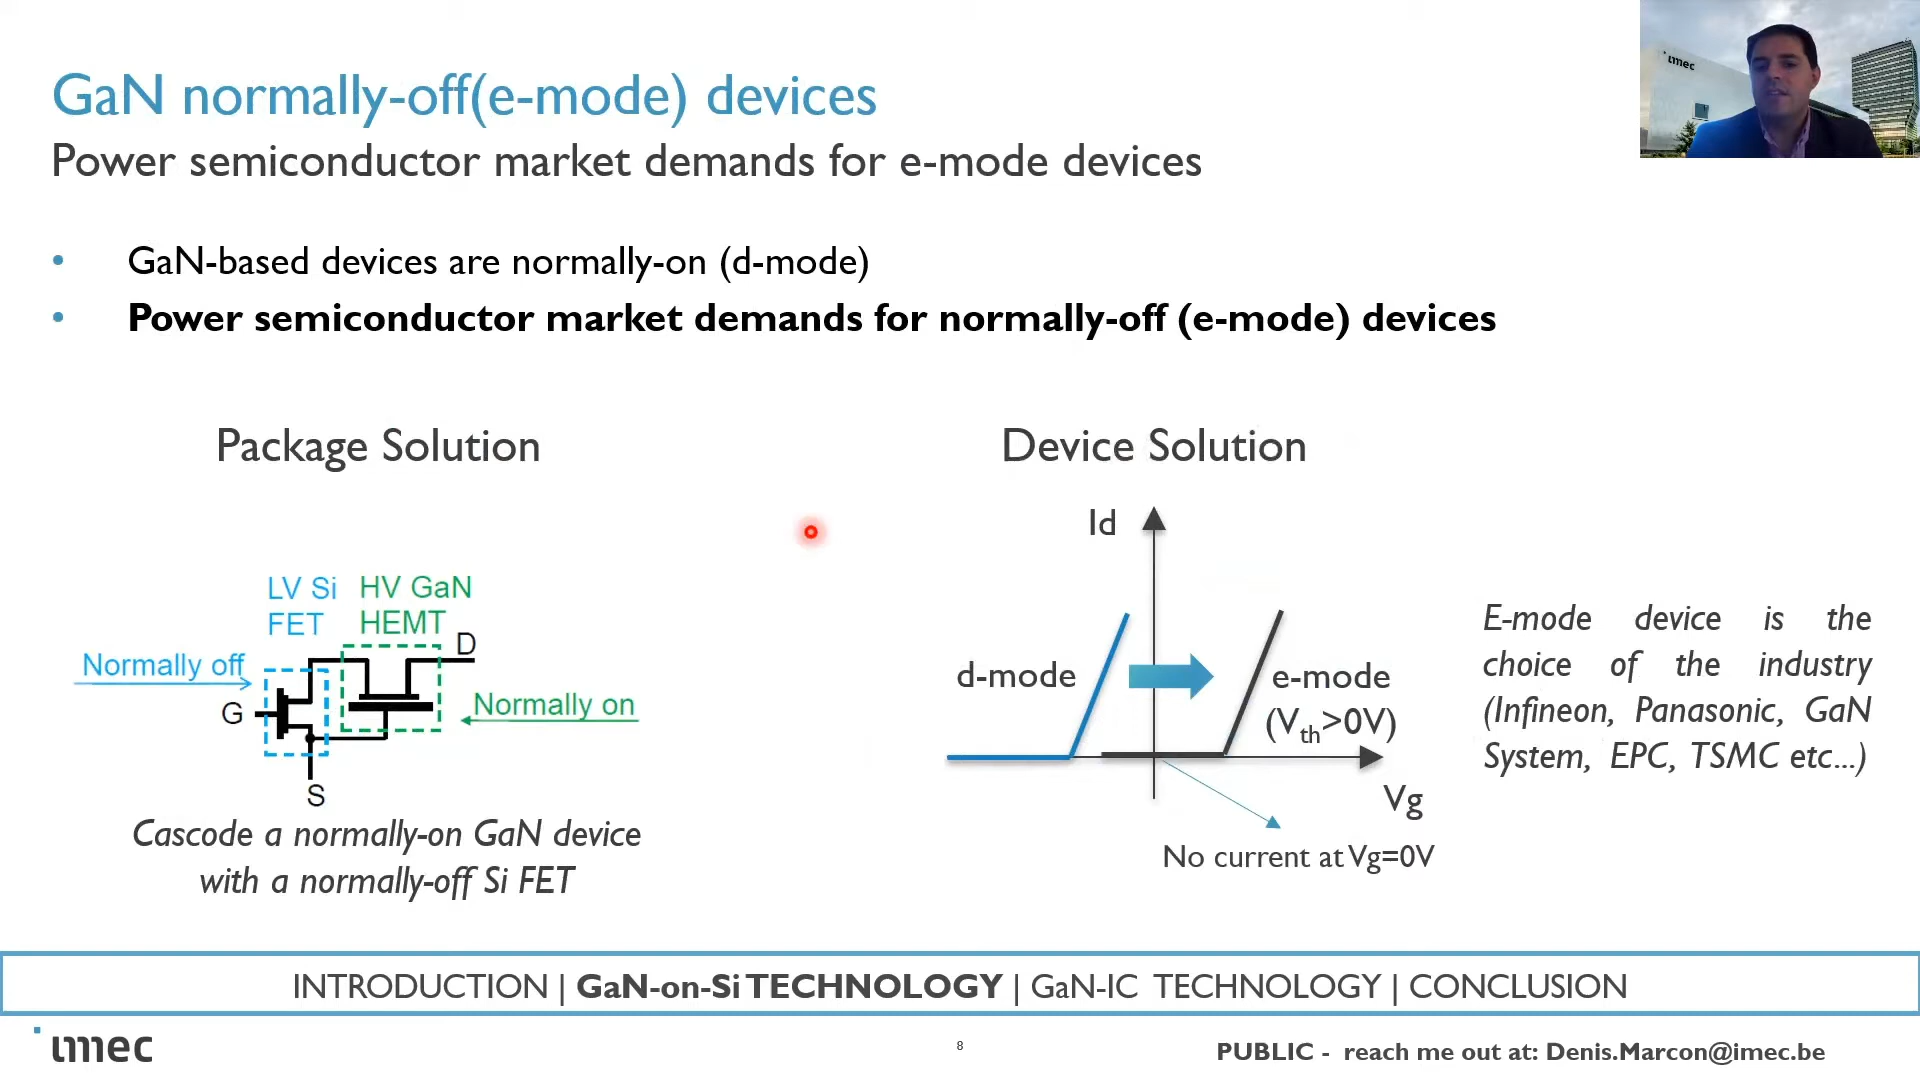 imec
GaN normally-off(e-mode) devices
Power semiconductor market demands for e-mode devices
• GaN-based devices are normally-on (d-mode)
• Power semiconductor market demands for normally-off (e-mode) devices
Package Solution
LV Si
FET
HV GaN
HEMT
D
Normally off
G
Normally on
S
Cascode a normally-on GaN device
with a normally-off Si FET
Device Solution
Id
d-mode
e-mode
(Vth>0V)
Vg
No current at Vg=0V
E-mode device is the
choice of the industry
(Infineon, Panasonic, GaN
System, EPC, TSMC etc...)
INTRODUCTION | GaN-on-Si TECHNOLOGY | GaN-IC TECHNOLOGY | CONCLUSION
imec
8
PUBLIC - reach me out at: Denis.Marcon@imec.be